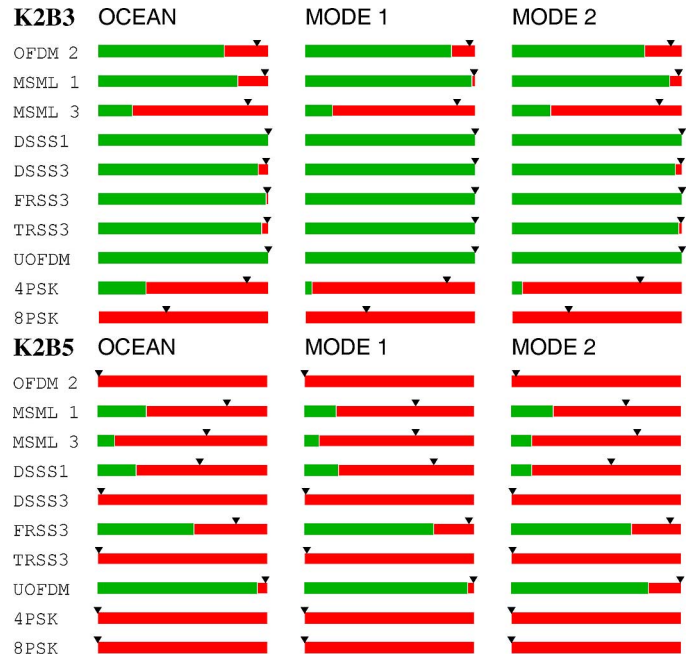 K2B3 OCEAN MODE 1 MODE 2
OFDM 2
MSML 1
MSML 3
DSSS1
DSSS3
FRSS3
TRSS3
UOFDM
4PSK
8PSK
K2B5 OCEAN MODE 1 MODE 2
OFDM 2
MSML 1
MSML 3
DSSS1
DSSS3
FRSS3
TRSS3
UOFDM
4PSK
8PSK